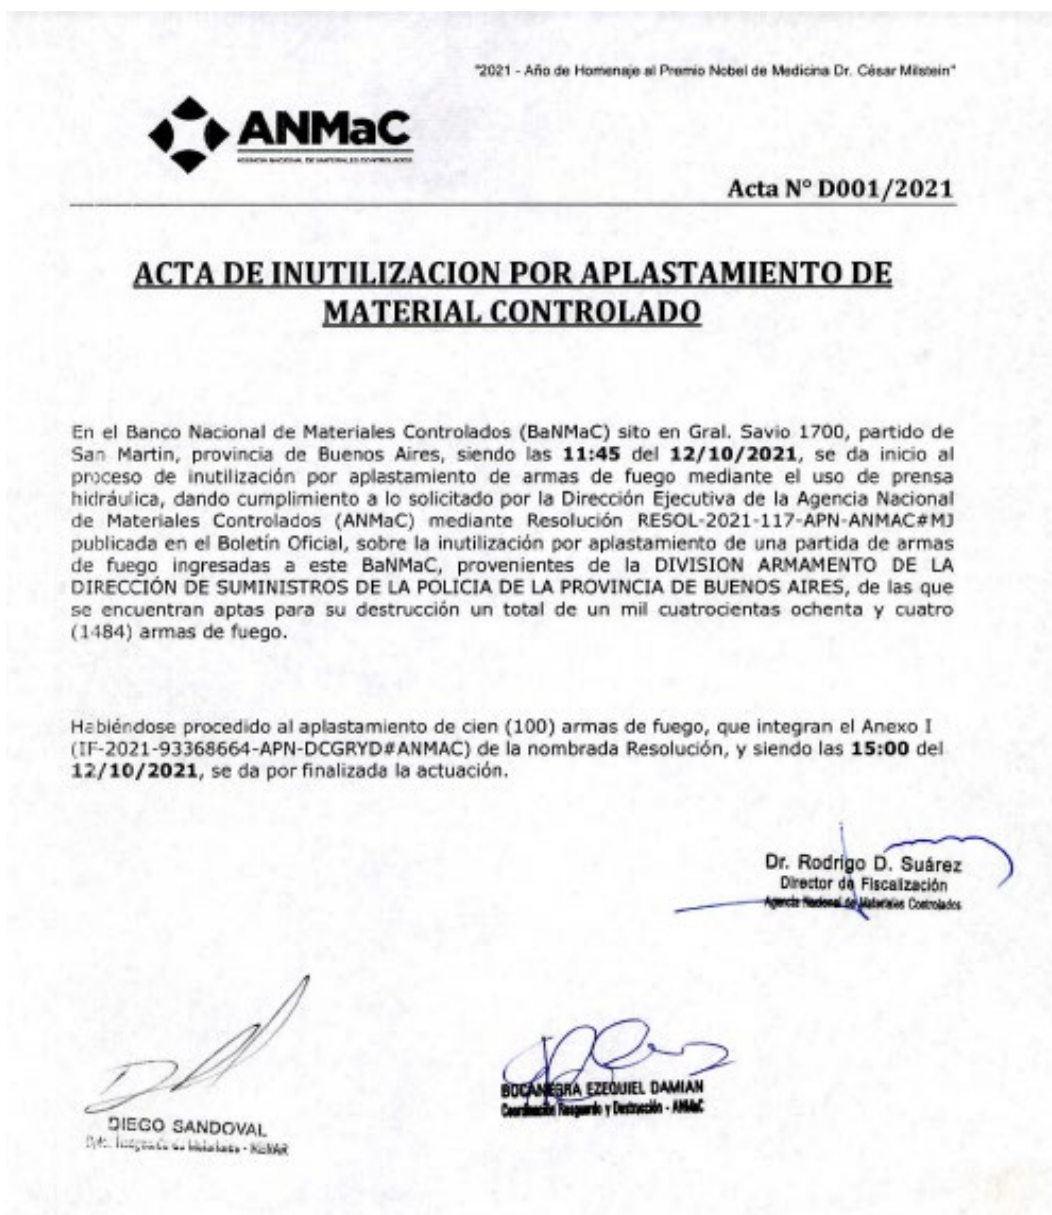 "2021 - Año de Homenaje al Premio Nobel de Medicina Dr. César Milstein"
ANMaC
AGENCIA NACIONAL DE MATERIALES CONTROLADOS
Acta N° D001/2021
ACTA DE INUTILIZACION POR APLASTAMIENTO DE
MATERIAL CONTROLADO
En el Banco Nacional de Materiales Controlados (BaNMaC) sito en Gral. Savio 1700, partido de
San Martin, provincia de Buenos Aires, siendo las 11:45 del 12/10/2021, se da inicio al
proceso de inutilización por aplastamiento de armas de fuego mediante el uso de prensa
hidráulica, dando cumplimiento a lo solicitado por la Dirección Ejecutiva de la Agencia Nacional
de Materiales Controlados (ANMaC) mediante Resolución RESOL-2021-117-APN-ANMAC#MJ
publicada en el Boletín Oficial, sobre la inutilización por aplastamiento de una partida de armas
de fuego ingresadas a este BaNMaC, provenientes de la DIVISION ARMAMENTO DE LA
DIRECCIÓN DE SUMINISTROS DE LA POLICIA DE LA PROVINCIA DE BUENOS AIRES, de las que
se encuentran aptas para su destrucción un total de un mil cuatrocientas ochenta y cuatro
(1484) armas de fuego.
Habiéndose procedido al aplastamiento de cien (100) armas de fuego, que integran el Anexo I
(IF-2021-93368664-APN-DCGRYD#ANMAC) de la nombrada Resolución, y siendo las 15:00 del
12/10/2021, se da por finalizada la actuación.
Dr. Rodrigo D. Suárez
Director de Fiscalización
Agencia Nacional de Materiales Controlados
BOCANEGRA EZEQUIEL DAMIAN
Coordinación Resguardo y Destrucción - ANMaC
DIEGO SANDOVAL